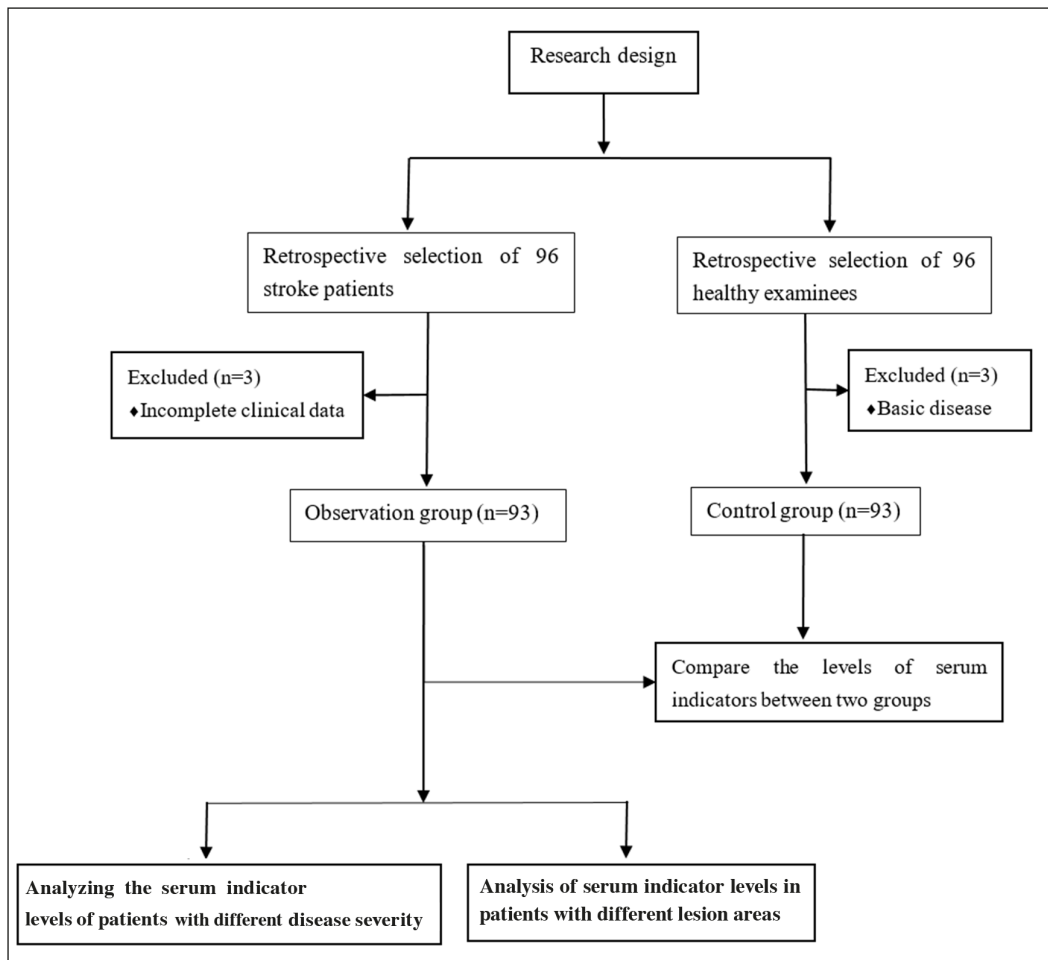 Research design
Retrospective selection of 96
stroke patients
Retrospective selection of 96
healthy examinees
Excluded (n=3)
♦Incomplete clinical data
Excluded (n=3)
♦Basic disease
Observation group (n=93)
Control group (n=93)
Compare the levels of serum
indicators between two groups
Analyzing the serum indicator
levels of patients with different disease severity
Analysis of serum indicator levels in
patients with different lesion areas